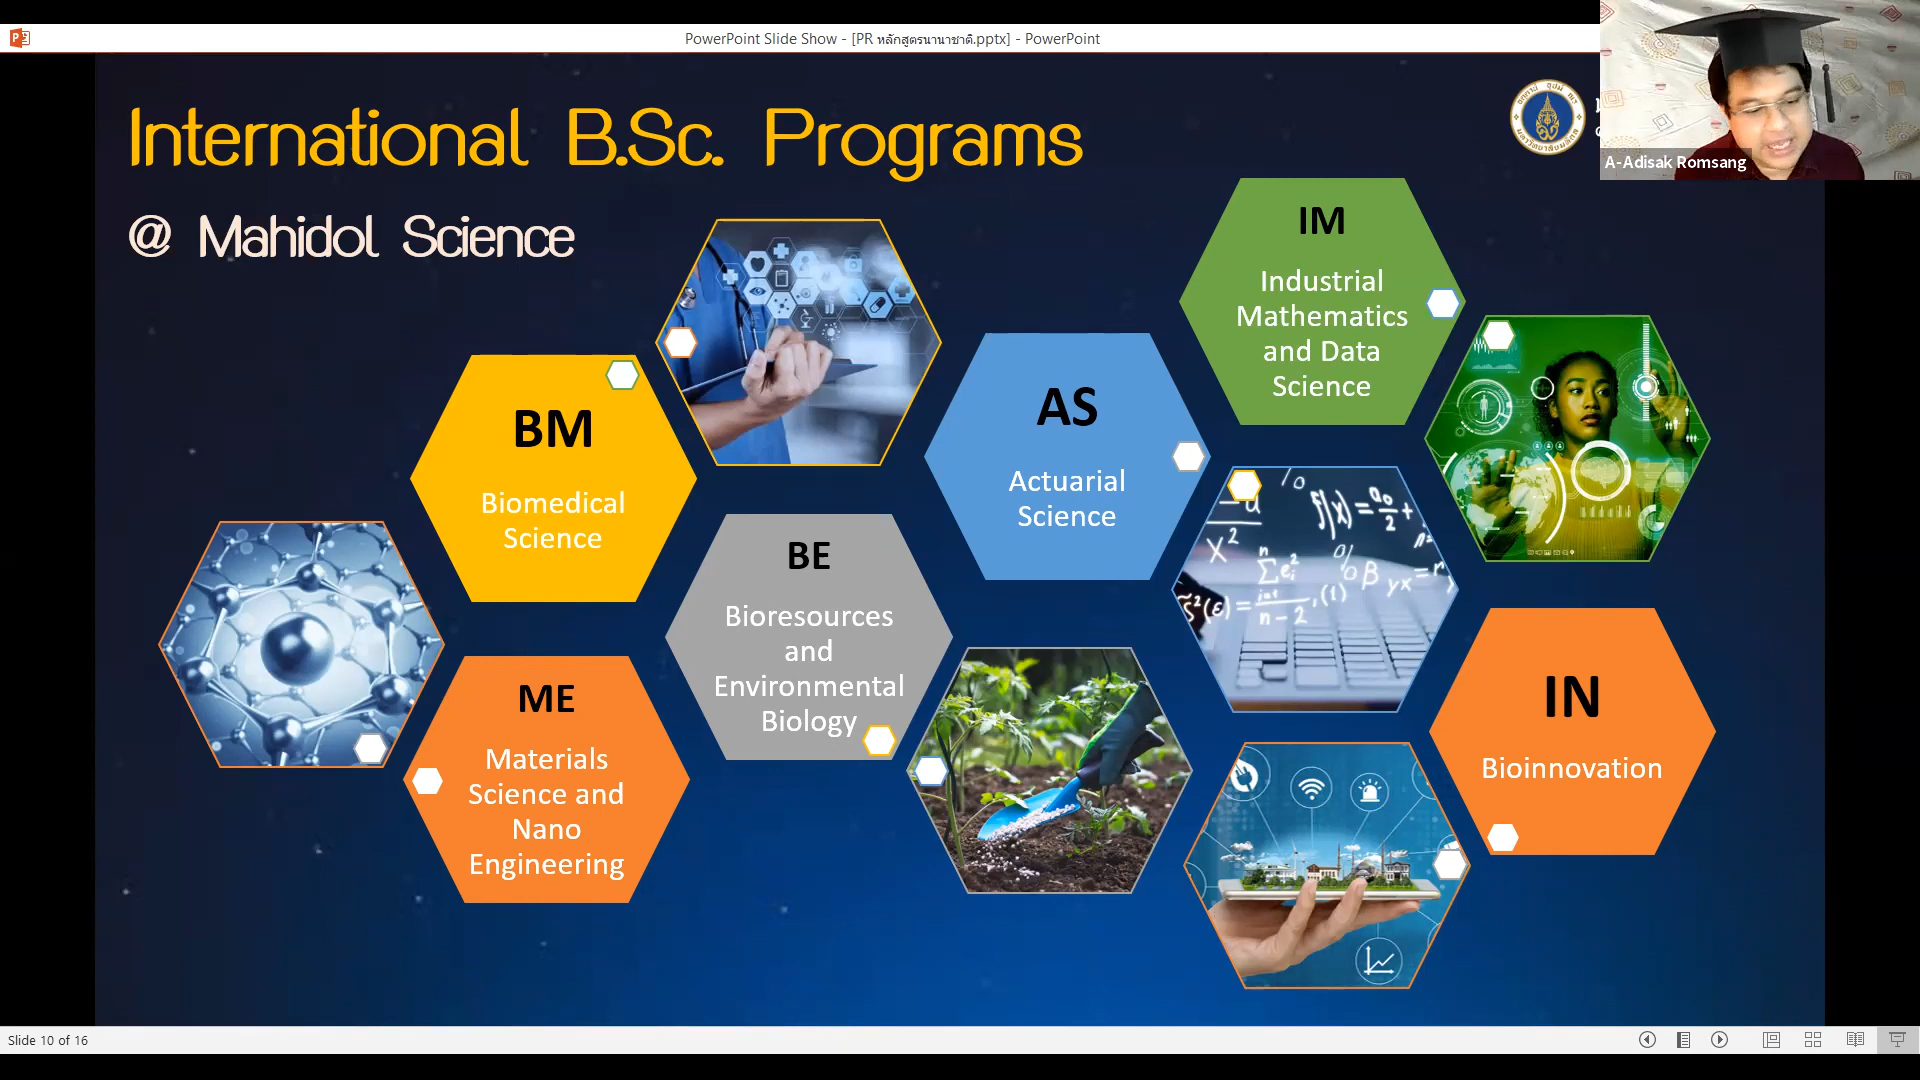 PowerPoint Slide Show - [PR หลักสูตรนานาชาติ.pptx] - PowerPoint
A-Adisak Romsang
International B.Sc. Programs
@ Mahidol Science
IM
Industrial
Mathematics
and Data
Science
BM
Biomedical
Science
AS
Actuarial
Science
BE
Bioresources
and
Environmental
Biology
ME
Materials
Science and
Nano
Engineering
IN
Bioinnovation
Slide 10 of 16